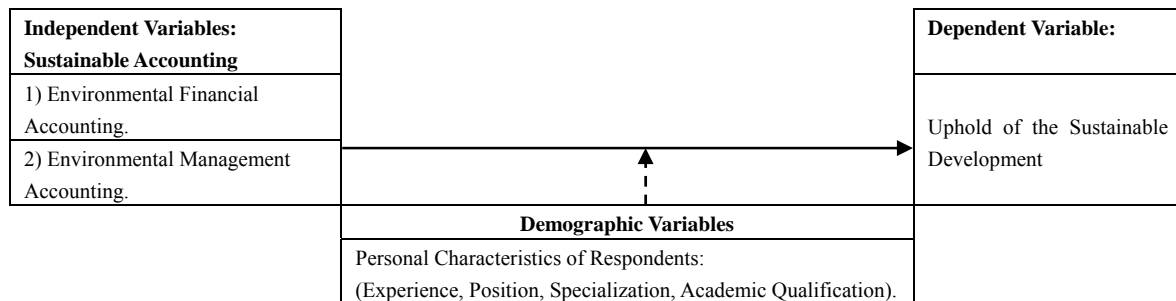 Independent Variables:
Sustainable Accounting
1) Environmental Financial
Accounting.
2) Environmental Management
Accounting.
Dependent Variable:
Uphold of the Sustainable
Development
Demographic Variables
Personal Characteristics of Respondents:
(Experience, Position, Specialization, Academic Qualification).